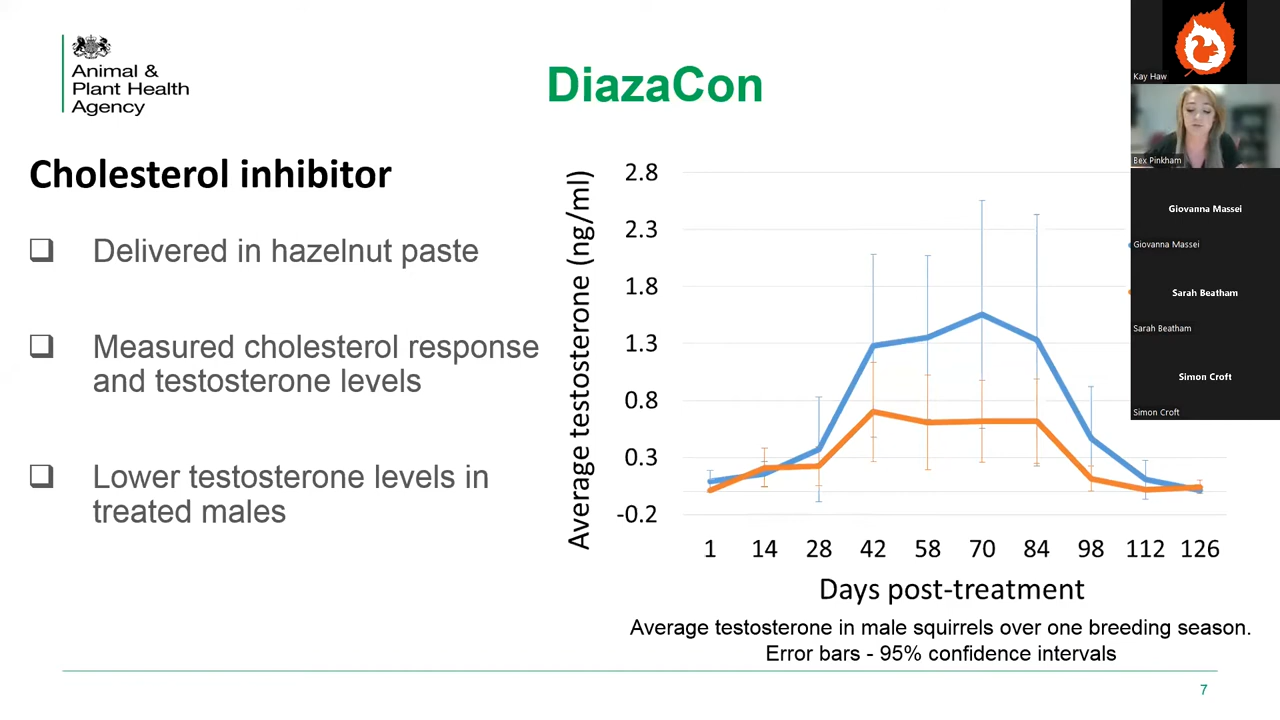 Animal &
Plant Health
Agency
DiazaCon
Cholesterol inhibitor
Delivered in hazelnut paste
Measured cholesterol response
and testosterone levels
Lower testosterone levels in
treated males
Average testosterone (ng/ml)
2.8
2.3
1.8
1.3
0.8
0.3
-0.2
1 14 28 42 58 70 84 98 112 126
Days post-treatment
Average testosterone in male squirrels over one breeding season.
Error bars - 95% confidence intervals
7
Kay Haw
Bex Pinkham
Giovanna Massei
Giovanna Massei
Sarah Beatham
Sarah Beatham
Simon Croft
Simon Croft